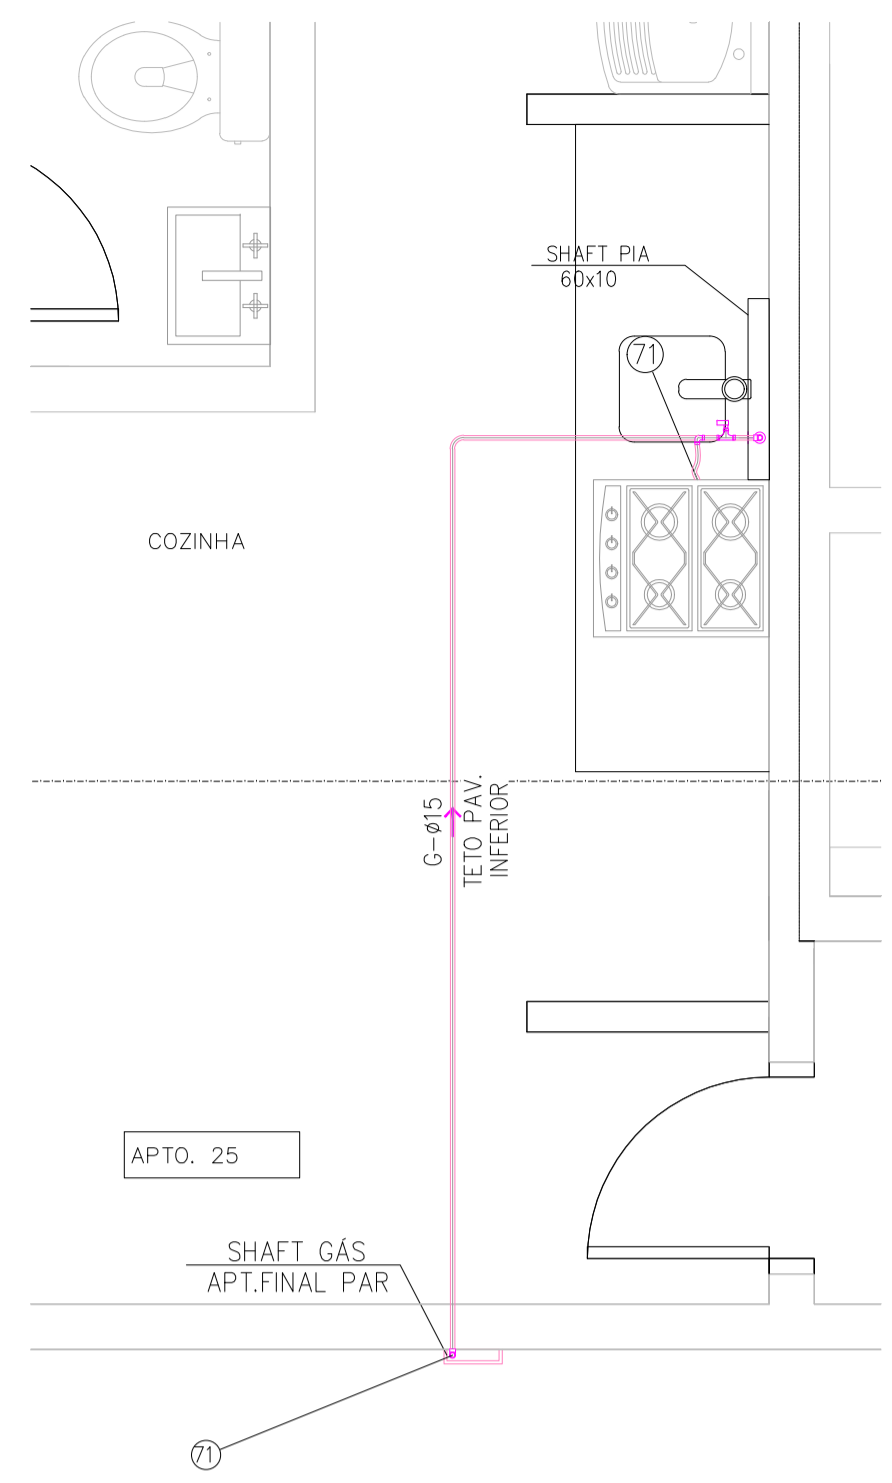 SHAFT PIA
60x10
71
COZINHA
G-ø15
TETO PAV.
INFERIOR
APTO. 25
SHAFT GÁS
APT.FINAL PAR
71